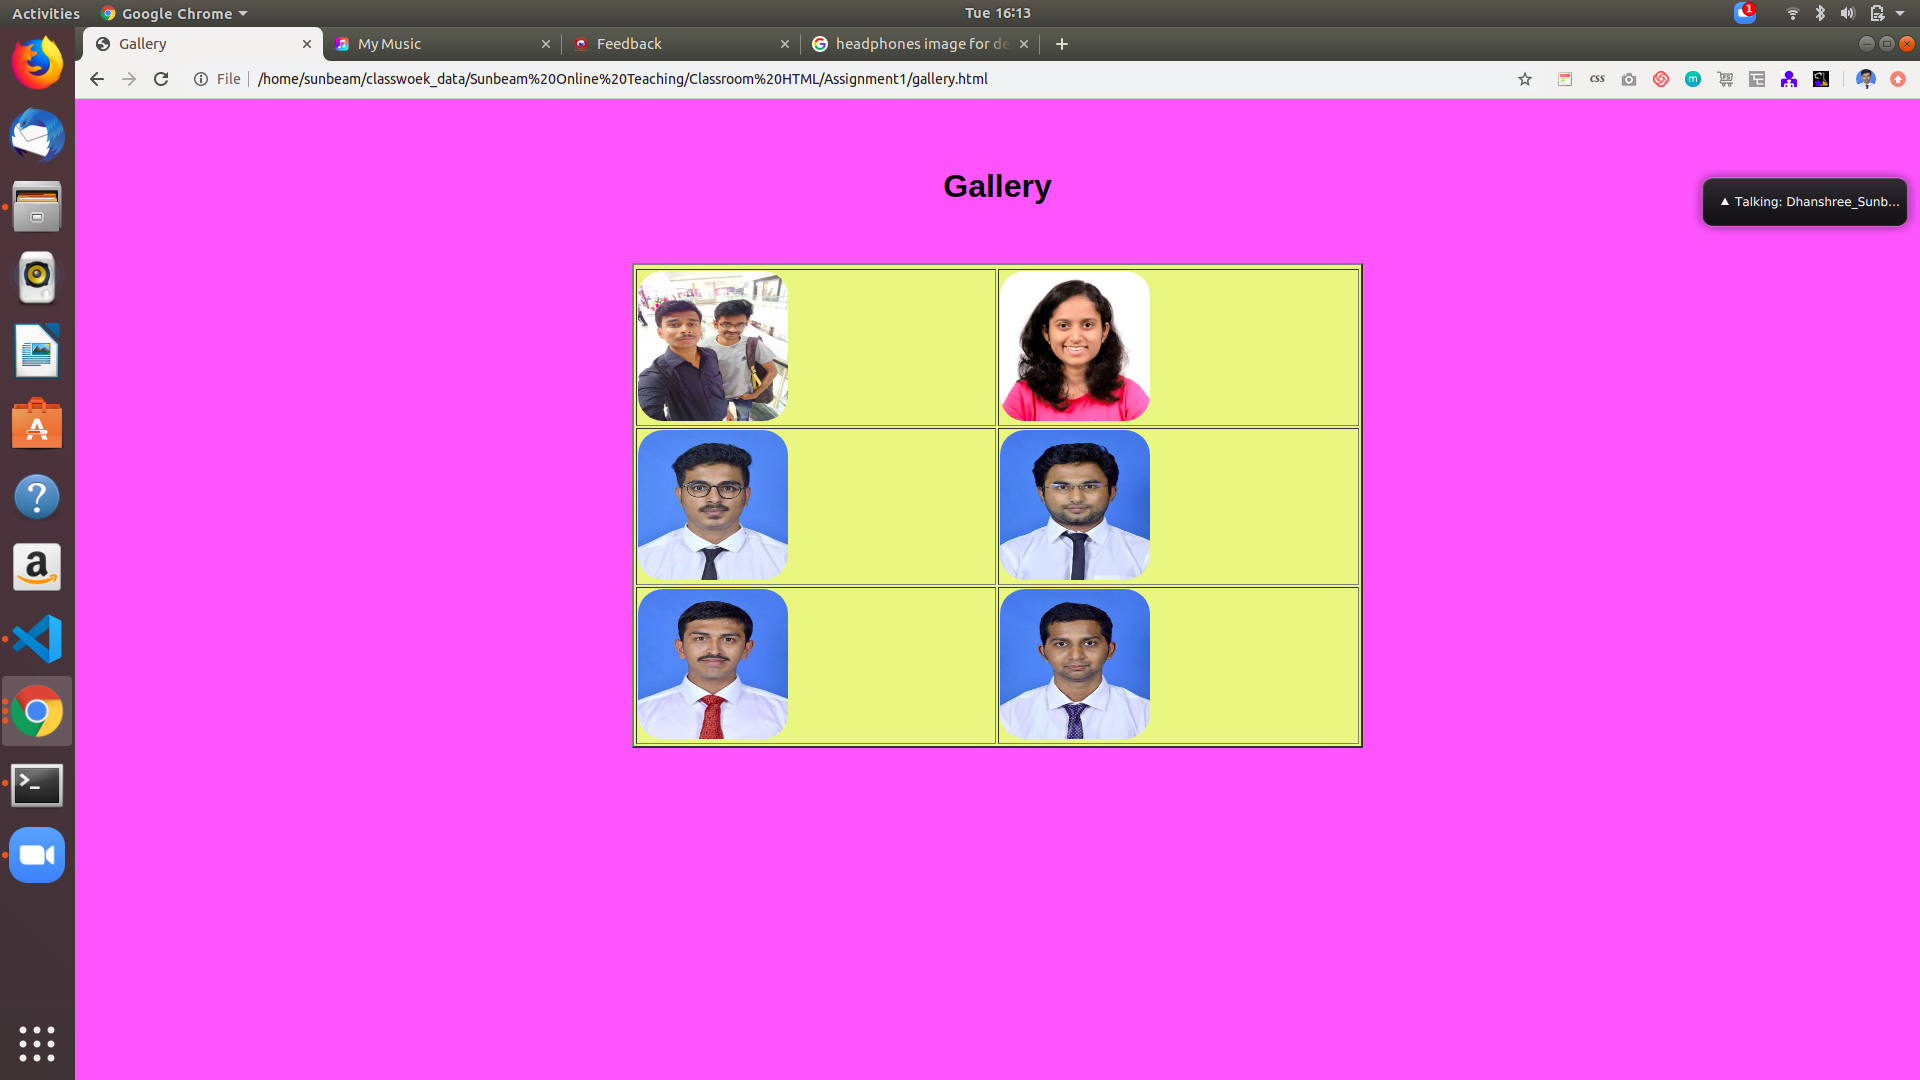 Activities Google Chrome Tue 16:13 1
Gallery My Music Feedback headphones image for de
File /home/sunbeam/classwoek_data/Sunbeam%20Online%20Teaching/Classroom%20HTML/Assignment1/gallery.html css m
Gallery
Talking: Dhanshree_Sunb...